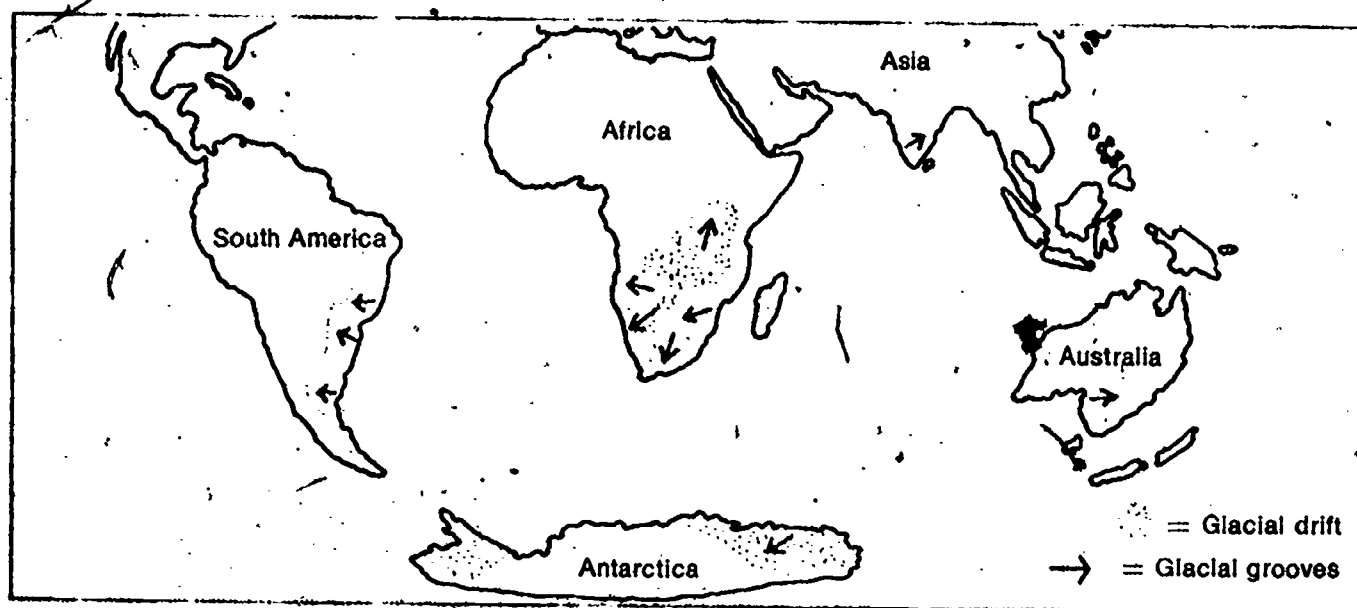 Asia
Africa
South America
Australia
= Glacial drift
Antarctica
= Glacial grooves